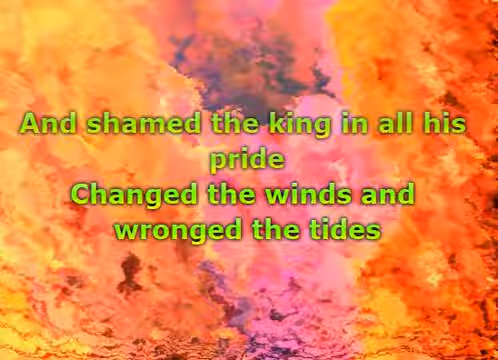 And shamed the king in all his
pride
Changed the winds and
wronged the tides